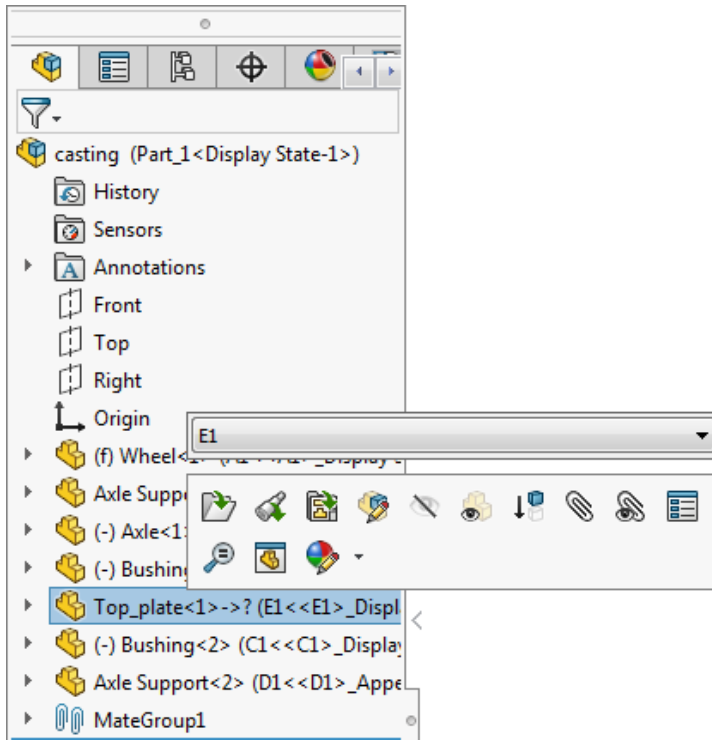 casting (Part_1<Display State-1>)
History
Sensors
Annotations
Front
Top
Right
Origin
E1
(f) Wheel<1>
Axle Suppo
(-) Axle<1>
(-) Bushing
Top_plate<1>->? (E1<<E1>_Displ
(-) Bushing<2> (C1<<C1>_Display
Axle Support<2> (D1<<D1>_Appe
MateGroup1